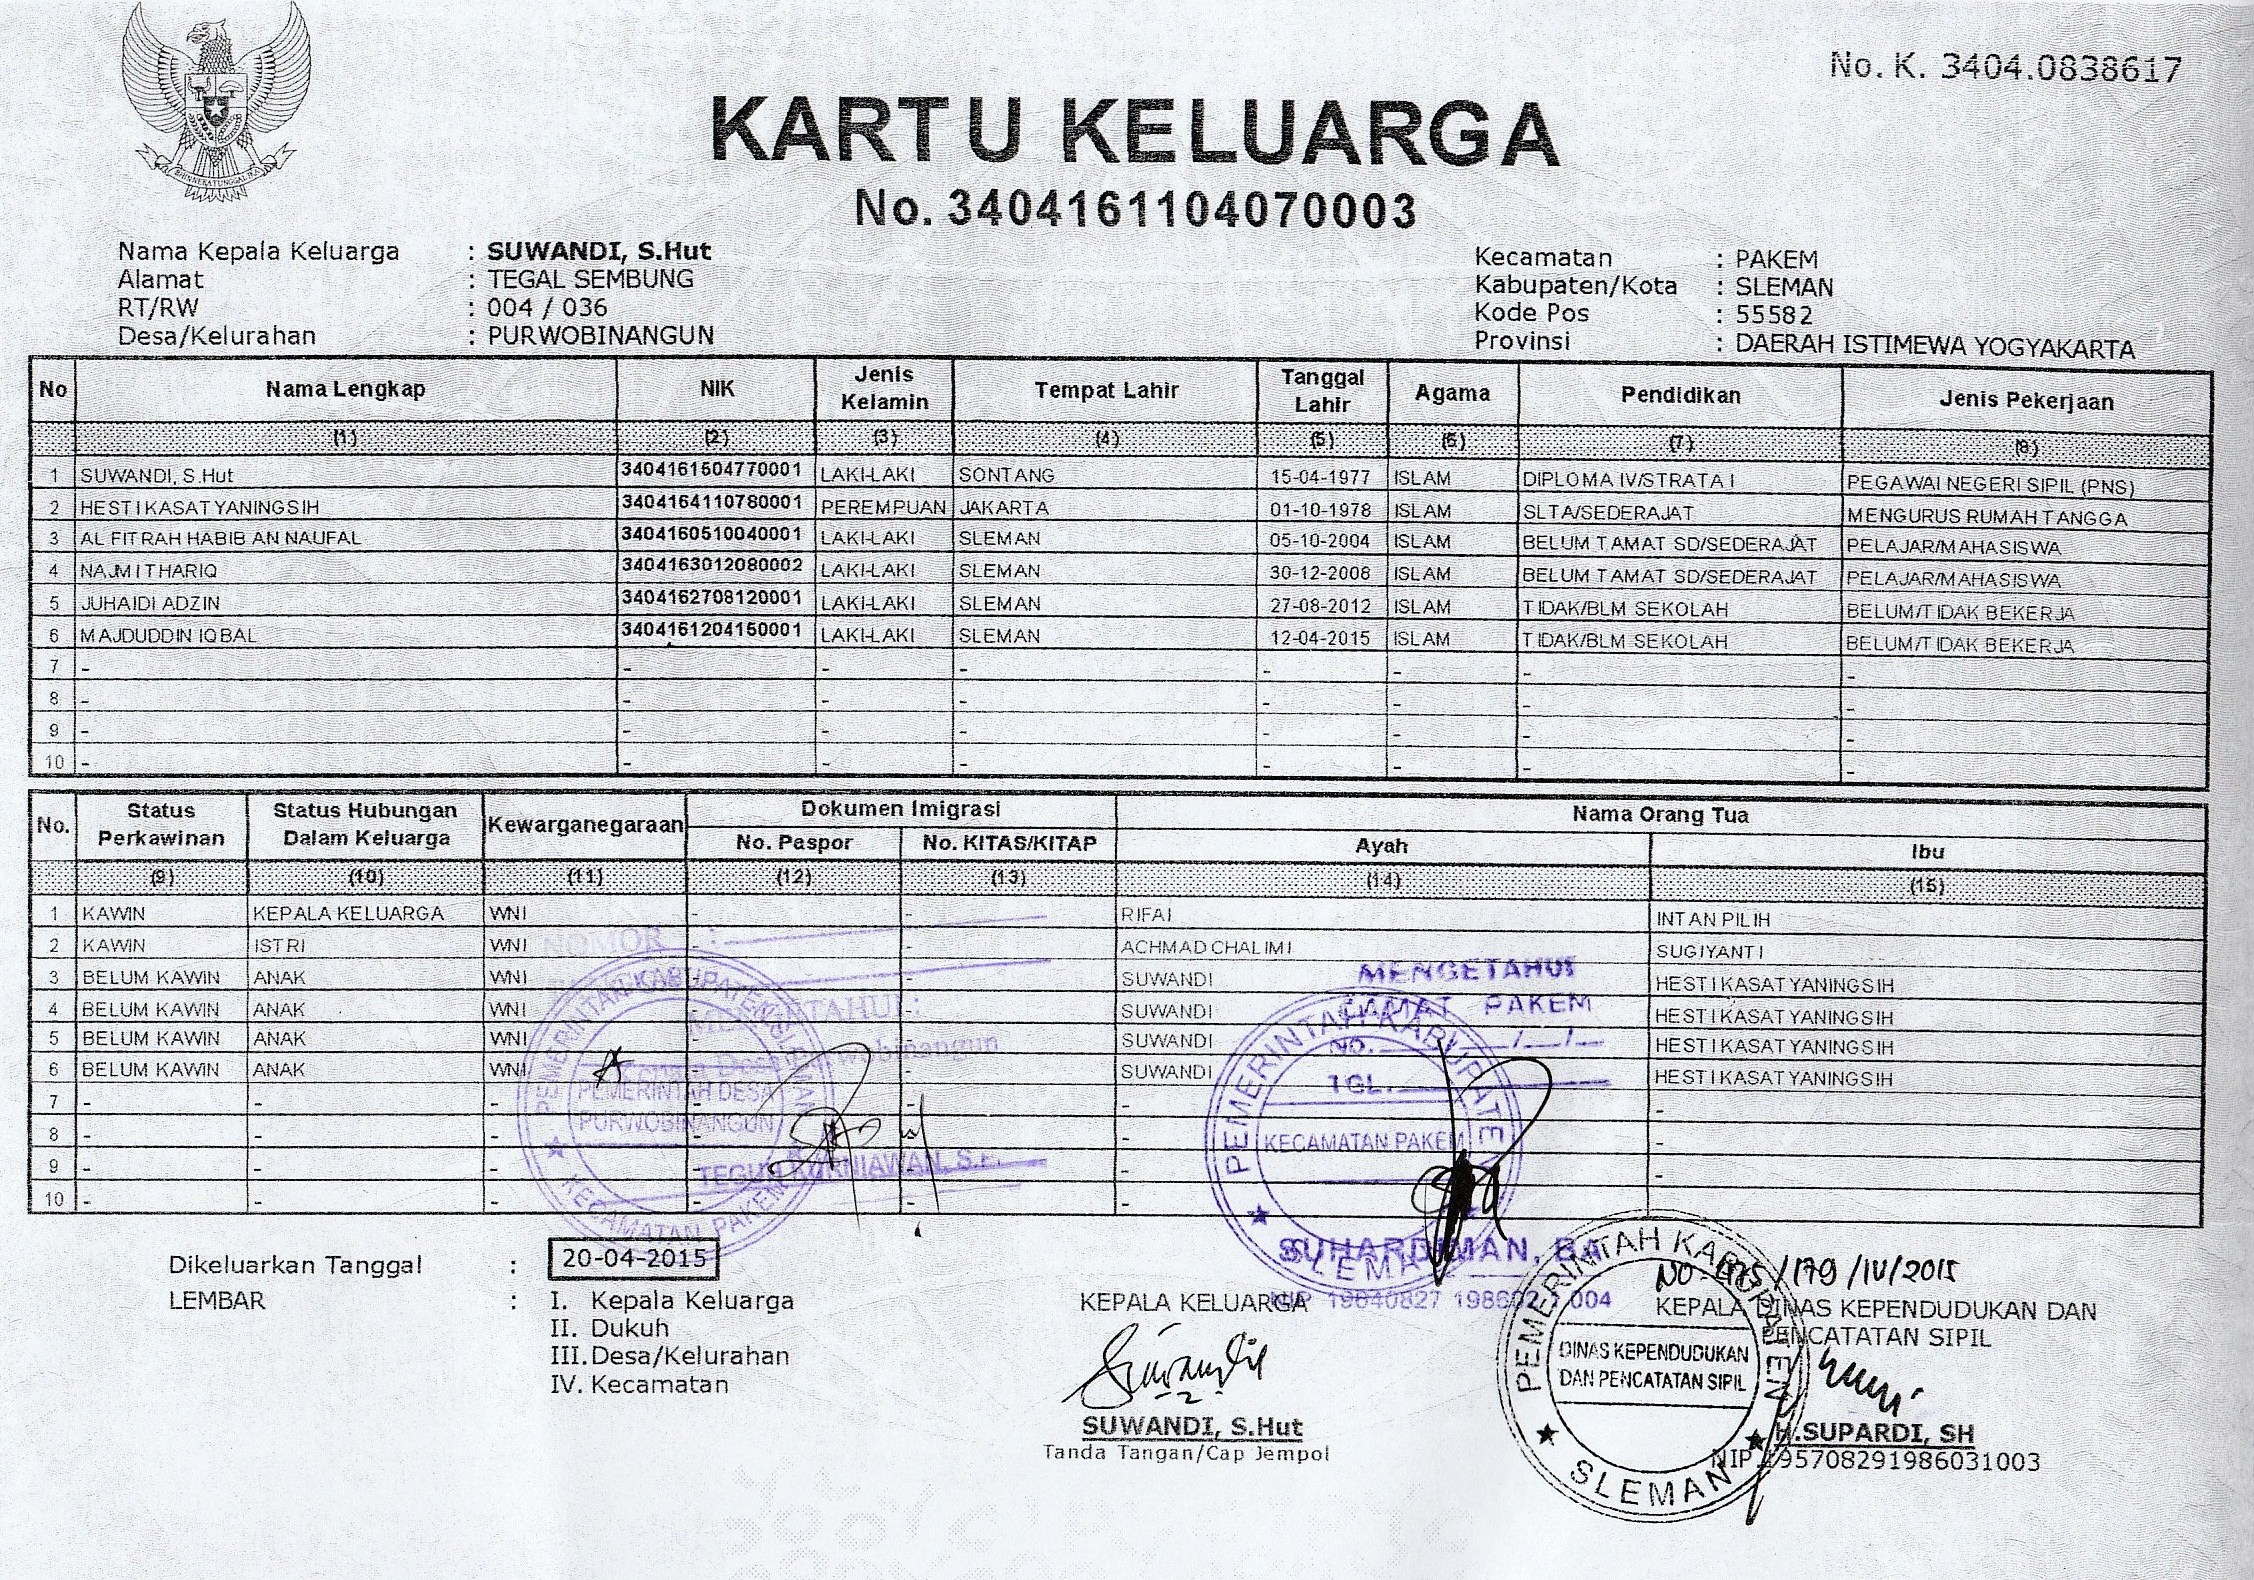 No. K. 3404.0838617
BHINNEKA TUNGGAL IKA
KARTU KELUARGA
No. 3404161104070003
Nama Kepala Keluarga : SUWANDI, S.Hut
Alamat : TEGAL SEMBUNG
RT/RW : 004 / 036
Desa/Kelurahan : PURWOBINANGUN
Kecamatan : PAKEM
Kabupaten/Kota : SLEMAN
Kode Pos : 55582
Provinsi : DAERAH ISTIMEWA YOGYAKARTA
No Nama Lengkap NIK Jenis Kelamin Tempat Lahir Tanggal Lahir Agama Pendidikan Jenis Pekerjaan
(1) (2) (3) (4) (5) (6) (7) (8)
1 SUWANDI, S.Hut 3404161504770001 LAKI-LAKI SONTANG 15-04-1977 ISLAM DIPLOMA IV/STRATA I PEGAWAI NEGERI SIPIL (PNS)
2 HESTI KASATYANINGSIH 3404164110780001 PEREMPUAN JAKARTA 01-10-1978 ISLAM SLTA/SEDERAJAT MENGURUS RUMAH TANGGA
3 AL FITRAH HABIB AN NAUFAL 3404160510040001 LAKI-LAKI SLEMAN 05-10-2004 ISLAM BELUM TAMAT SD/SEDERAJAT PELAJAR/MAHASISWA
4 NAJMI THARIQ 3404163012080002 LAKI-LAKI SLEMAN 30-12-2008 ISLAM BELUM TAMAT SD/SEDERAJAT PELAJAR/MAHASISWA
5 JUHAIDI ADZIN 3404162708120001 LAKI-LAKI SLEMAN 27-08-2012 ISLAM TIDAK/BLM SEKOLAH BELUM/TIDAK BEKERJA
6 MAJDUDDIN IQBAL 3404161204150001 LAKI-LAKI SLEMAN 12-04-2015 ISLAM TIDAK/BLM SEKOLAH BELUM/TIDAK BEKERJA
7 - - - - - - - -
8 - - - - - - - -
9 - - - - - - - -
10 - - - - - - - -
No. Status Perkawinan Status Hubungan Dalam Keluarga Kewarganegaraan Dokumen Imigrasi Nama Orang Tua
No. Paspor No. KITAS/KITAP Ayah Ibu
(9) (10) (11) (12) (13) (14) (15)
1 KAWIN KEPALA KELUARGA WNI - - RIFAI INTAN PILIH
2 KAWIN ISTRI WNI - - ACHMAD CHALIMI SUGIYANTI
3 BELUM KAWIN ANAK WNI - - SUWANDI HESTI KASATYANINGSIH
4 BELUM KAWIN ANAK WNI - - SUWANDI HESTI KASATYANINGSIH
5 BELUM KAWIN ANAK WNI - - SUWANDI HESTI KASATYANINGSIH
6 BELUM KAWIN ANAK WNI - - SUWANDI HESTI KASATYANINGSIH
7 - - - - - - -
8 - - - - - - -
9 - - - - - - -
10 - - - - - - -
NOMOR :
MENGETAHUI :
Desa Purwobinangun
PEMERINTAH KABUPATEN SLEMAN
PEMERINTAH DESA
PURWOBINANGUN
KECAMATAN PAKEM
TEGUH KURNIAWAN, S.E.
MENGETAHUI
CAMAT PAKEM
NO. / /
TGL.
PEMERINTAH KABUPATEN
KECAMATAN PAKEM
SLEMAN
SUHARDIMAN, BA
NIP 19640827 198602 1 004
Dikeluarkan Tanggal : 20-04-2015
LEMBAR : I. Kepala Keluarga
II. Dukuh
III. Desa/Kelurahan
IV. Kecamatan
KEPALA KELUARGA
SUWANDI, S.Hut
Tanda Tangan/Cap Jempol
NO. 475/179/IV/2015
KEPALA DINAS KEPENDUDUKAN DAN
PENCATATAN SIPIL
PEMERINTAH KABUPATEN
DINAS KEPENDUDUKAN
DAN PENCATATAN SIPIL
SLEMAN
H.SUPARDI, SH
NIP.195708291986031003